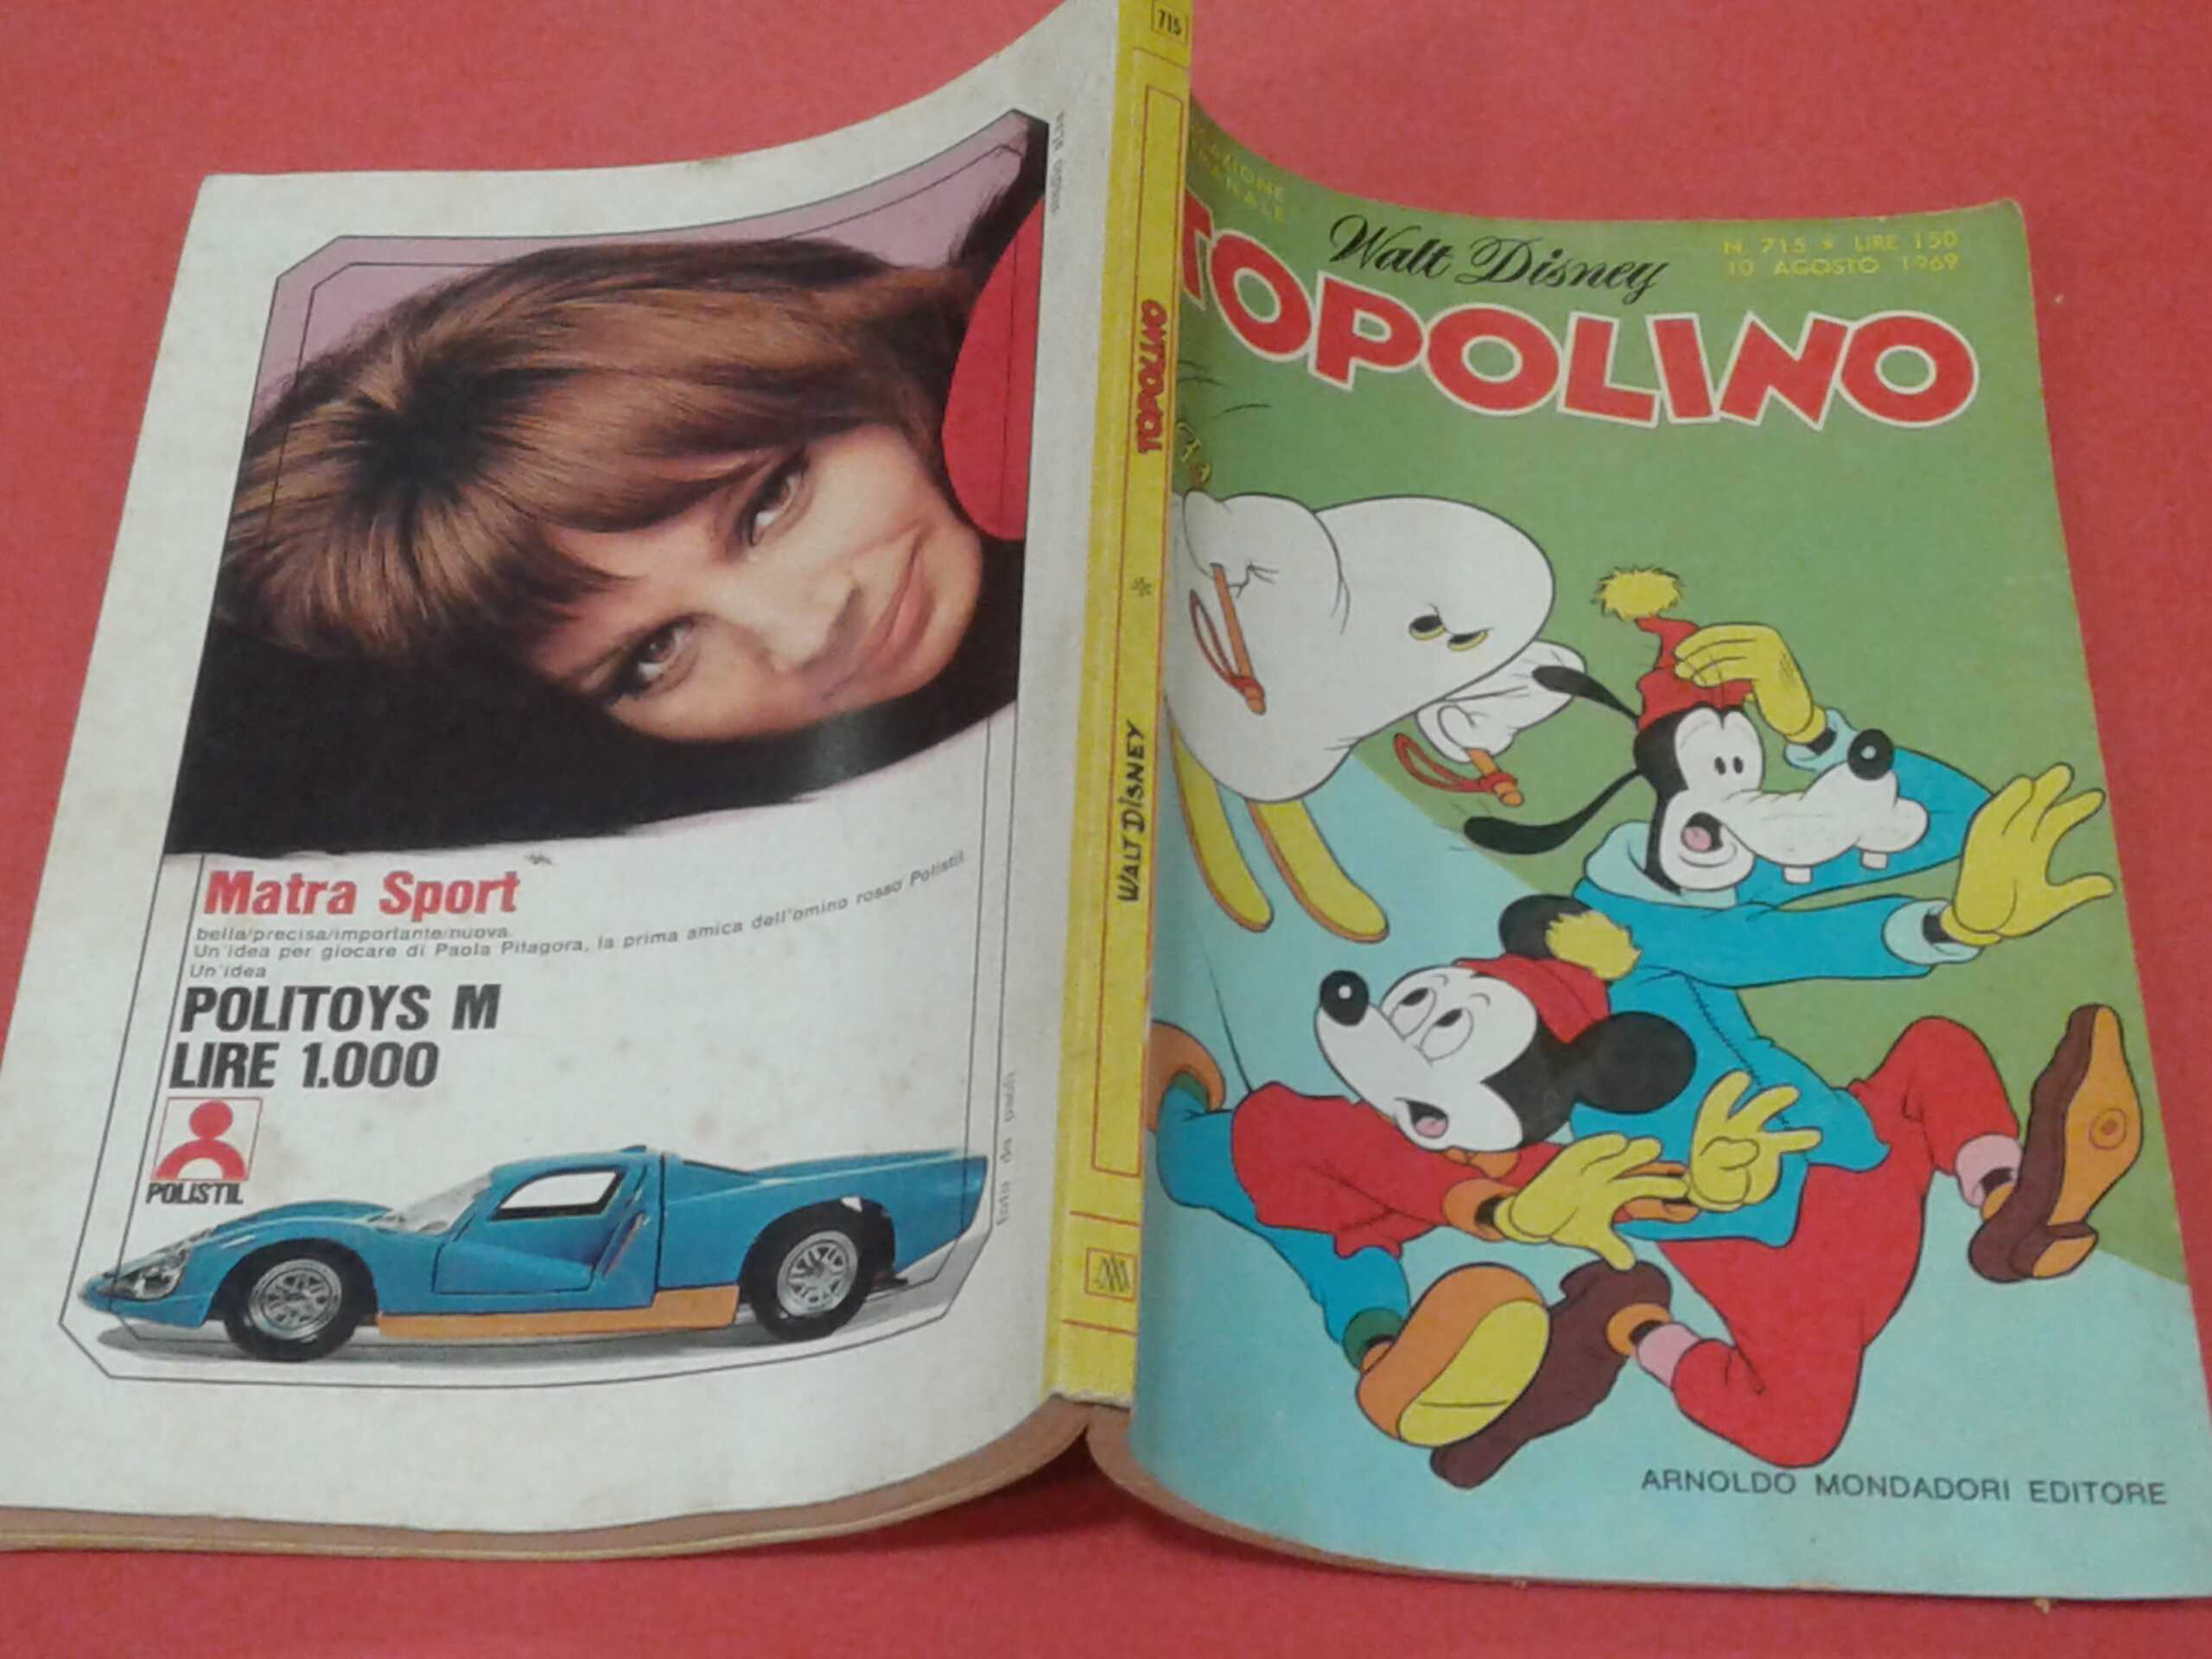 Matra Sport
bella/precisa/importante/nuova
Un'idea per giocare di Paola Pitagora, la prima amica dell'omino rosso Polistil
Un'idea
POLITOYS M
LIRE 1.000
POLISTIL
715
TOPOLINO
*
WALT DISNEY
Walt Disney
N. 715 * LIRE 150
10 AGOSTO 1969
TOPOLINO
ARNOLDO MONDADORI EDITORE